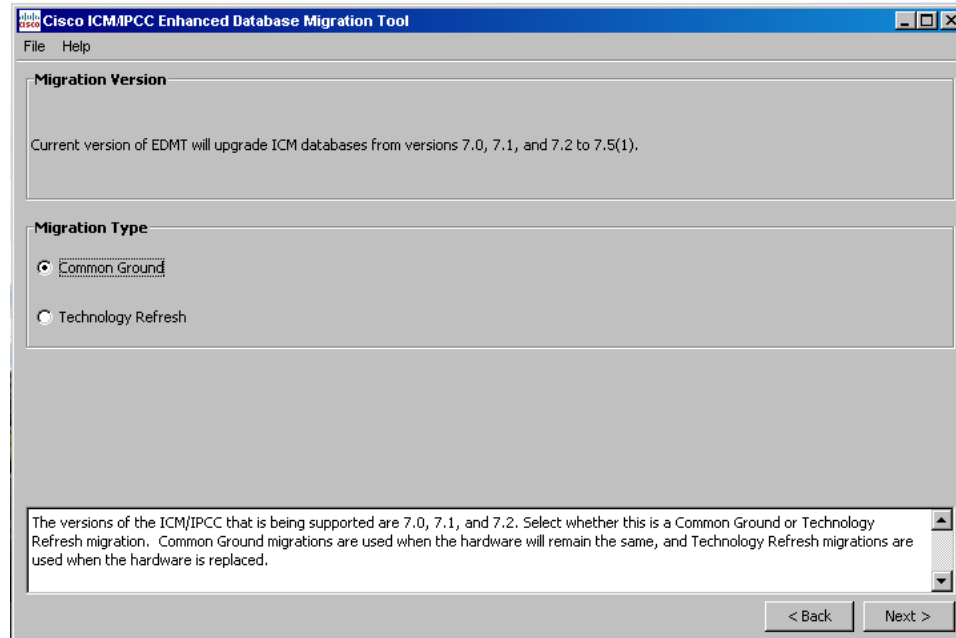 cisco Cisco ICM/IPCC Enhanced Database Migration Tool
File Help
Migration Version
Current version of EDMT will upgrade ICM databases from versions 7.0, 7.1, and 7.2 to 7.5(1).
Migration Type
Common Ground
Technology Refresh
The versions of the ICM/IPCC that is being supported are 7.0, 7.1, and 7.2. Select whether this is a Common Ground or Technology
Refresh migration. Common Ground migrations are used when the hardware will remain the same, and Technology Refresh migrations are
used when the hardware is replaced.
< Back Next >